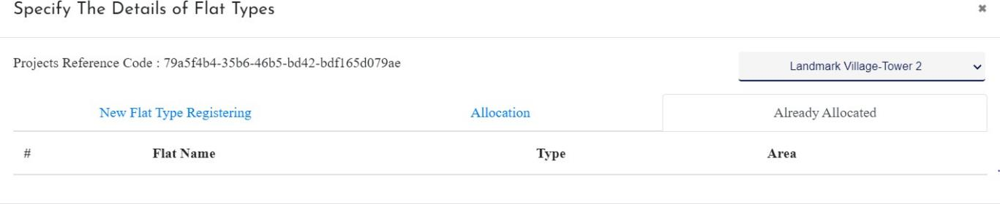 Specify The Details of Flat Types
Projects Reference Code : 79a5f4b4-35b6-46b5-bd42-bdf165d079ae
Landmark Village-Tower 2
New Flat Type Registering Allocation Already Allocated
# Flat Name Type Area